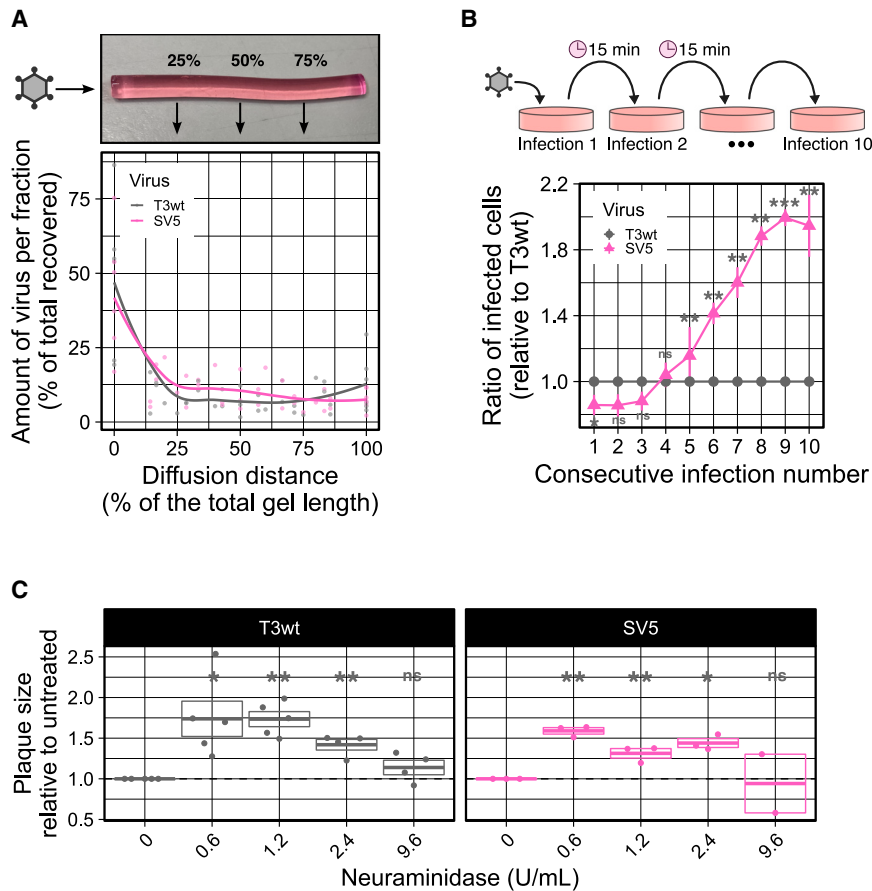 A
25% 50% 75%
Amount of virus per fraction
(% of total recovered)
75
50
25
0
Virus
T3wt
SV5
0 25 50 75 100
Diffusion distance
(% of the total gel length)
B
15 min 15 min
Infection 1 Infection 2 ••• Infection 10
Ratio of infected cells
(relative to T3wt)
2.2
1.8
1.4
1.0
Virus
T3wt
SV5
* ns ns ns ** ** ** ** *** **
1 2 3 4 5 6 7 8 9 10
Consecutive infection number
C
Plaque size
relative to untreated
T3wt SV5
2.5
2.0
1.5
1.0
0.5
* ** ** ns ** ** * ns
0 0.6 1.2 2.4 9.6 0 0.6 1.2 2.4 9.6
Neuraminidase (U/mL)